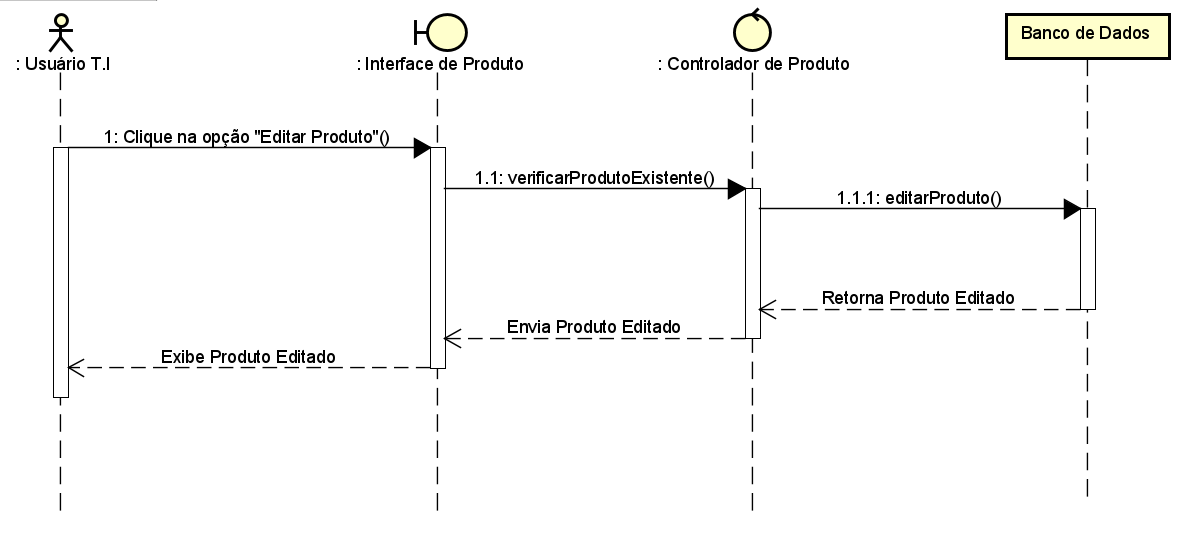 : Usuário T.I
: Interface de Produto
: Controlador de Produto
Banco de Dados
1: Clique na opção "Editar Produto"()
1.1: verificarProdutoExistente()
1.1.1: editarProduto()
Retorna Produto Editado
Envia Produto Editado
Exibe Produto Editado